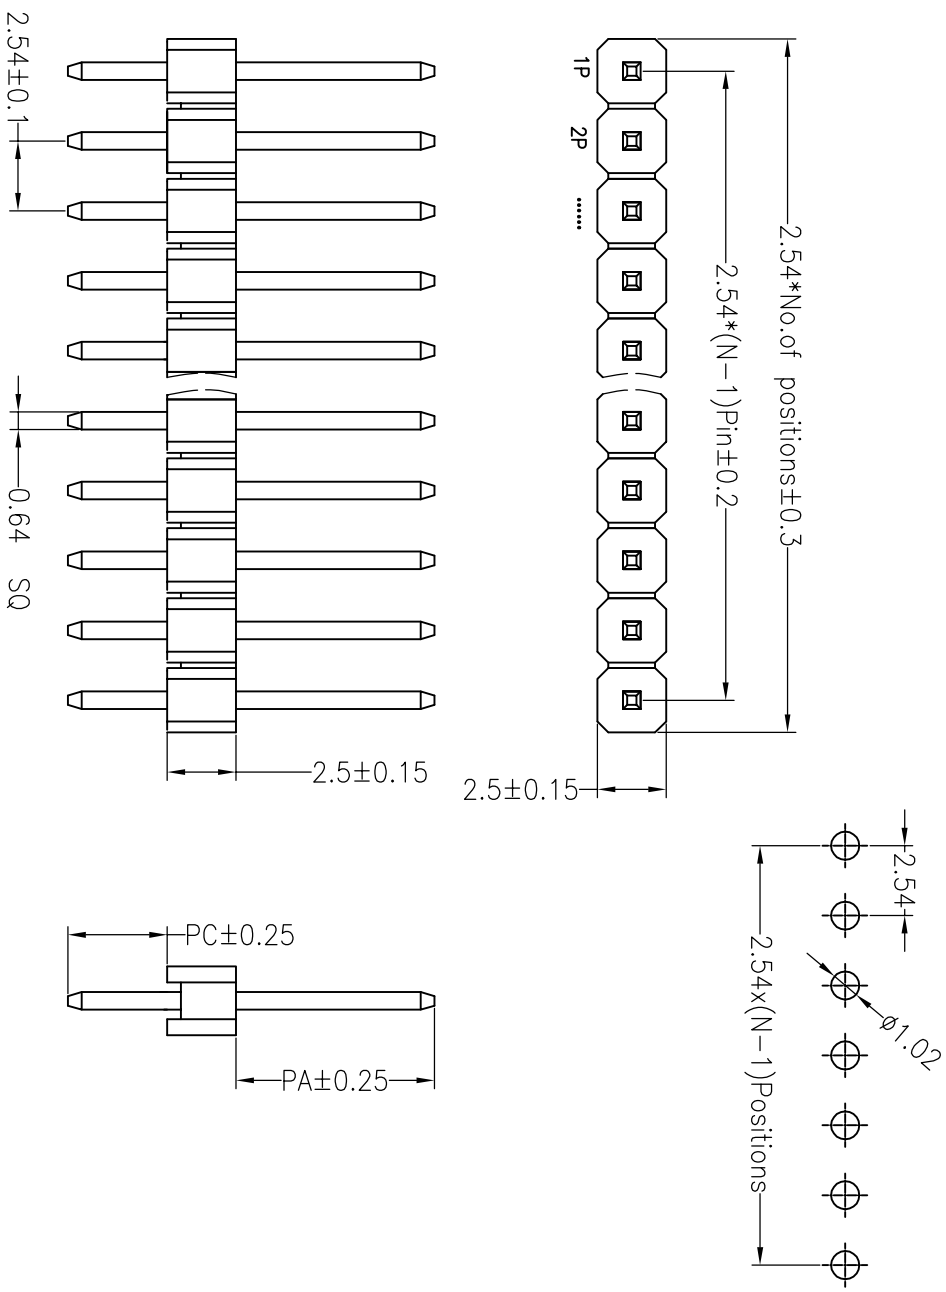 2.54*No.of positions±0.3
2.54*(N-1)Pin±0.2
1P
2P
......
2.5±0.15
2.54±0.1
0.64 SQ
2.5±0.15
2.54
ø1.02
2.54x(N-1)Positions
PC±0.25
PA±0.25